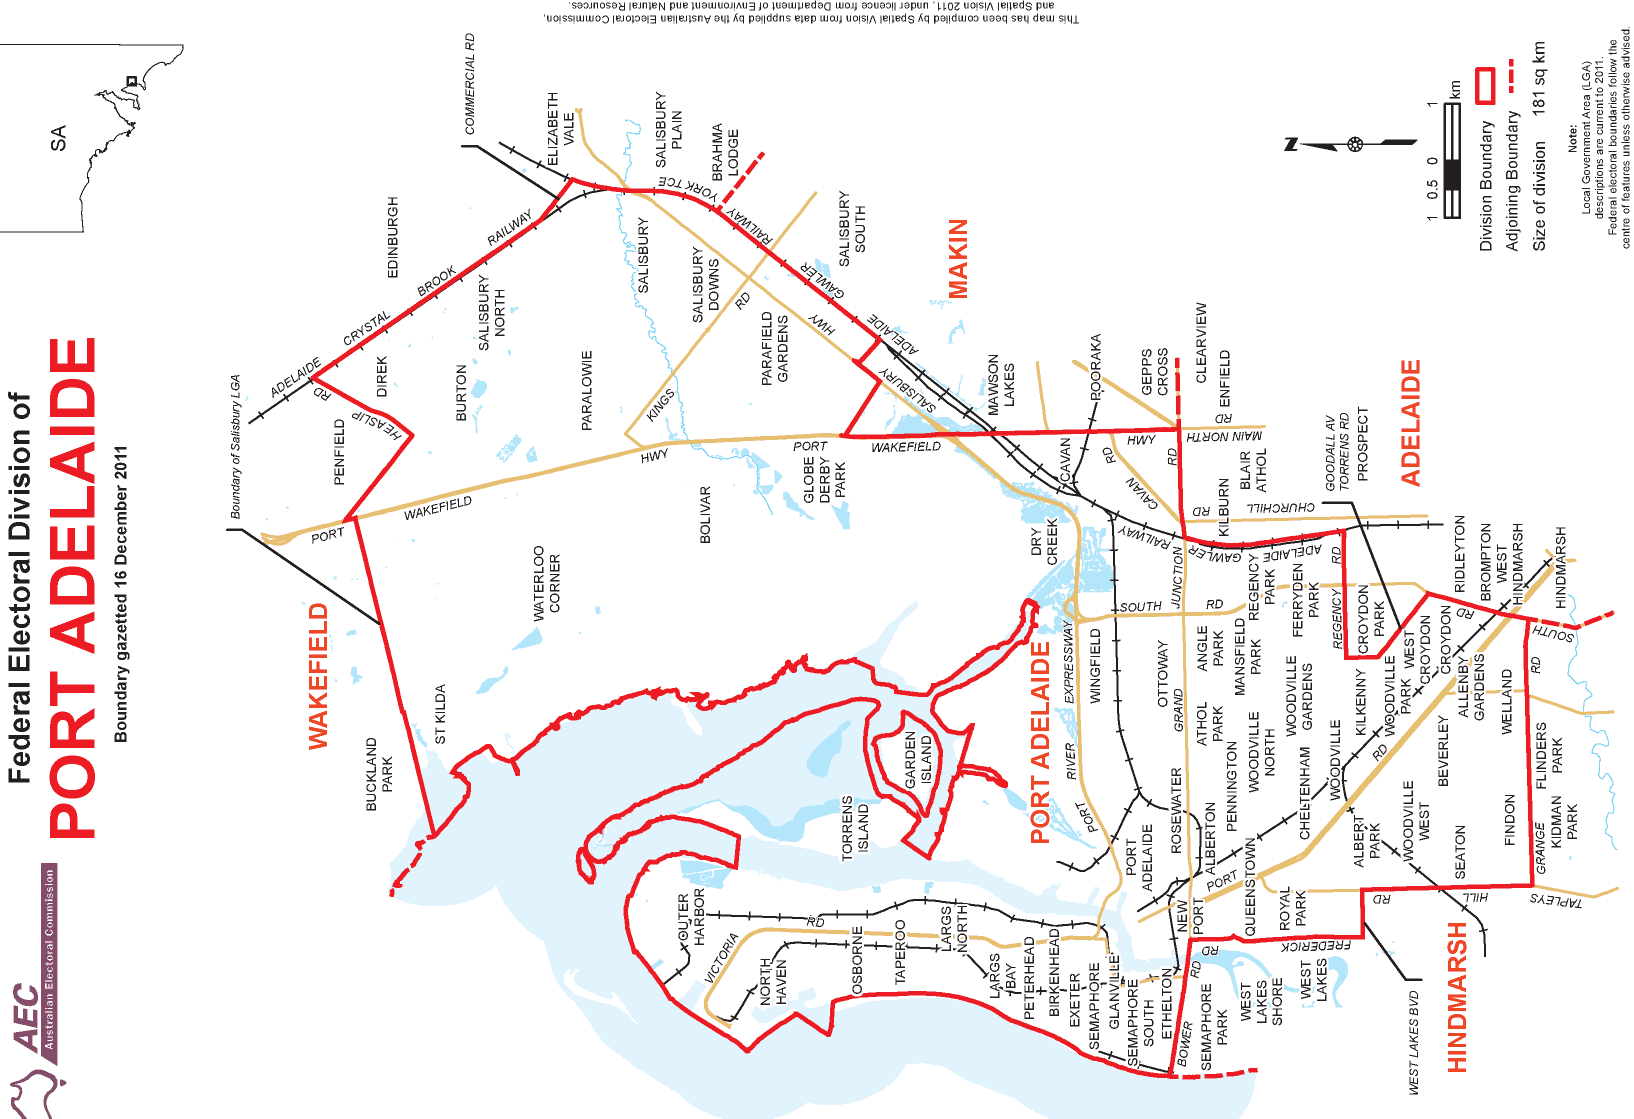 AEC
Australian Electoral Commission
Federal Electoral Division of
PORT ADELAIDE
Boundary gazetted 16 December 2011
SA
This map has been compiled by Spatial Vision from data supplied by the Australian Electoral Commission,
and Spatial Vision 2011, under licence from Department of Environment and Natural Resources.
Boundary of Salisbury LGA
COMMERCIAL RD
WAKEFIELD
MAKIN
PORT ADELAIDE
ADELAIDE
HINDMARSH
ADELAIDE
CRYSTAL
BROOK
RAILWAY
EDINBURGH
ELIZABETH
VALE
SALISBURY
PLAIN
BRAHMA
LODGE
YORK TCE
RAILWAY
GAWLER
ADELAIDE
SALISBURY
SOUTH
SALISBURY
SALISBURY
DOWNS
SALISBURY
NORTH
DIREK
BURTON
PARALOWIE
PARAFIELD
GARDENS
KINGS
RD
SALISBURY
HWY
HEASLIP
RD
PENFIELD
PORT
WAKEFIELD
HWY
PORT
WAKEFIELD
HWY
GLOBE
DERBY
PARK
BOLIVAR
WATERLOO
CORNER
ST KILDA
BUCKLAND
PARK
MAWSON
LAKES
POORAKA
GEPPS
CROSS
CLEARVIEW
ENFIELD
MAIN NORTH
RD
CAVAN
CAVAN
RD
DRY
CREEK
KILBURN
BLAIR
ATHOL
CHURCHILL
RD
GOODALL AV
TORRENS RD
PROSPECT
RAILWAY
GAWLER
ADELAIDE
GRAND
JUNCTION
RD
SOUTH
RD
REGENCY
PARK
FERRYDEN
PARK
REGENCY
RD
CROYDON
PARK
RIDLEYTON
BROMPTON
WEST
HINDMARSH
HINDMARSH
SOUTH
RD
PORT
RIVER
EXPRESSWAY
WINGFIELD
OTTOWAY
ANGLE
PARK
MANSFIELD
PARK
ATHOL
PARK
WOODVILLE
GARDENS
WOODVILLE
NORTH
KILKENNY
WOODVILLE
PARK
WEST
CROYDON
CROYDON
ALLENBY
GARDENS
WELLAND
BEVERLEY
WOODVILLE
CHELTENHAM
PENNINGTON
ROSEWATER
ALBERTON
PORT
ADELAIDE
QUEENSTOWN
PORT
RD
ALBERT
PARK
WOODVILLE
WEST
SEATON
FINDON
FLINDERS
PARK
KIDMAN
PARK
GRANGE
RD
TAPLEYS
HILL
RD
ROYAL
PARK
NEW
PORT
FREDERICK
RD
WEST LAKES BVD
WEST
LAKES
WEST
LAKES
SHORE
SEMAPHORE
PARK
BOWER
RD
ETHELTON
SEMAPHORE
SOUTH
GLANVILLE
SEMAPHORE
EXETER
BIRKENHEAD
PETERHEAD
LARGS
BAY
LARGS
NORTH
TAPEROO
OSBORNE
NORTH
HAVEN
OUTER
HARBOR
VICTORIA
RD
TORRENS
ISLAND
GARDEN
ISLAND
N
1 0.5 0 1
km
Division Boundary
Adjoining Boundary
Size of division 181 sq km
Note:
Local Government Area (LGA)
descriptions are current to 2011.
Federal electoral boundaries follow the
centre of features unless otherwise advised.